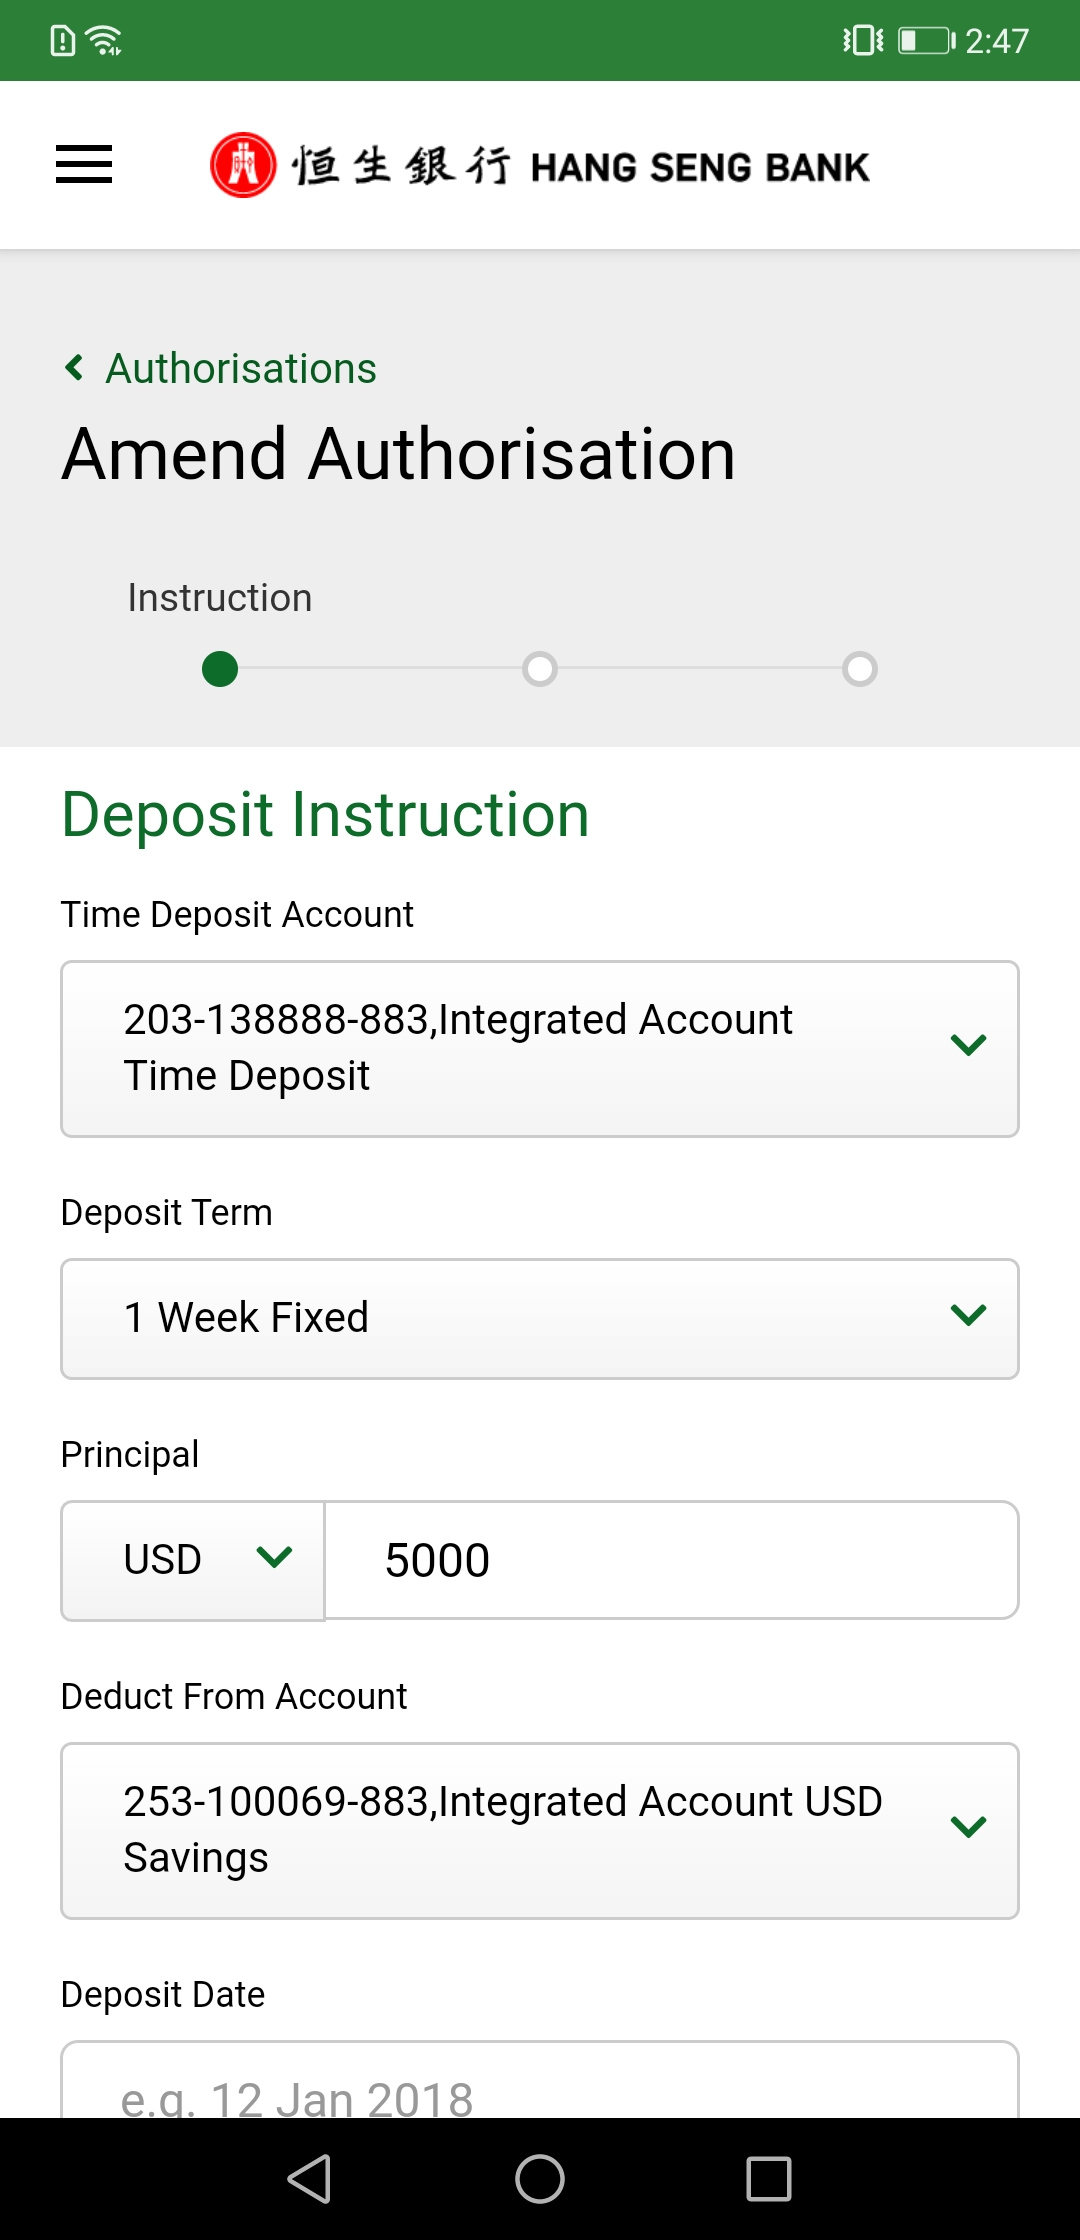 2:47
恒生銀行 HANG SENG BANK
Authorisations
Amend Authorisation
Instruction
Deposit Instruction
Time Deposit Account
203-138888-883,Integrated Account
Time Deposit
Deposit Term
1 Week Fixed
Principal
USD 5000
Deduct From Account
253-100069-883,Integrated Account USD
Savings
Deposit Date
e.g. 12 Jan 2018